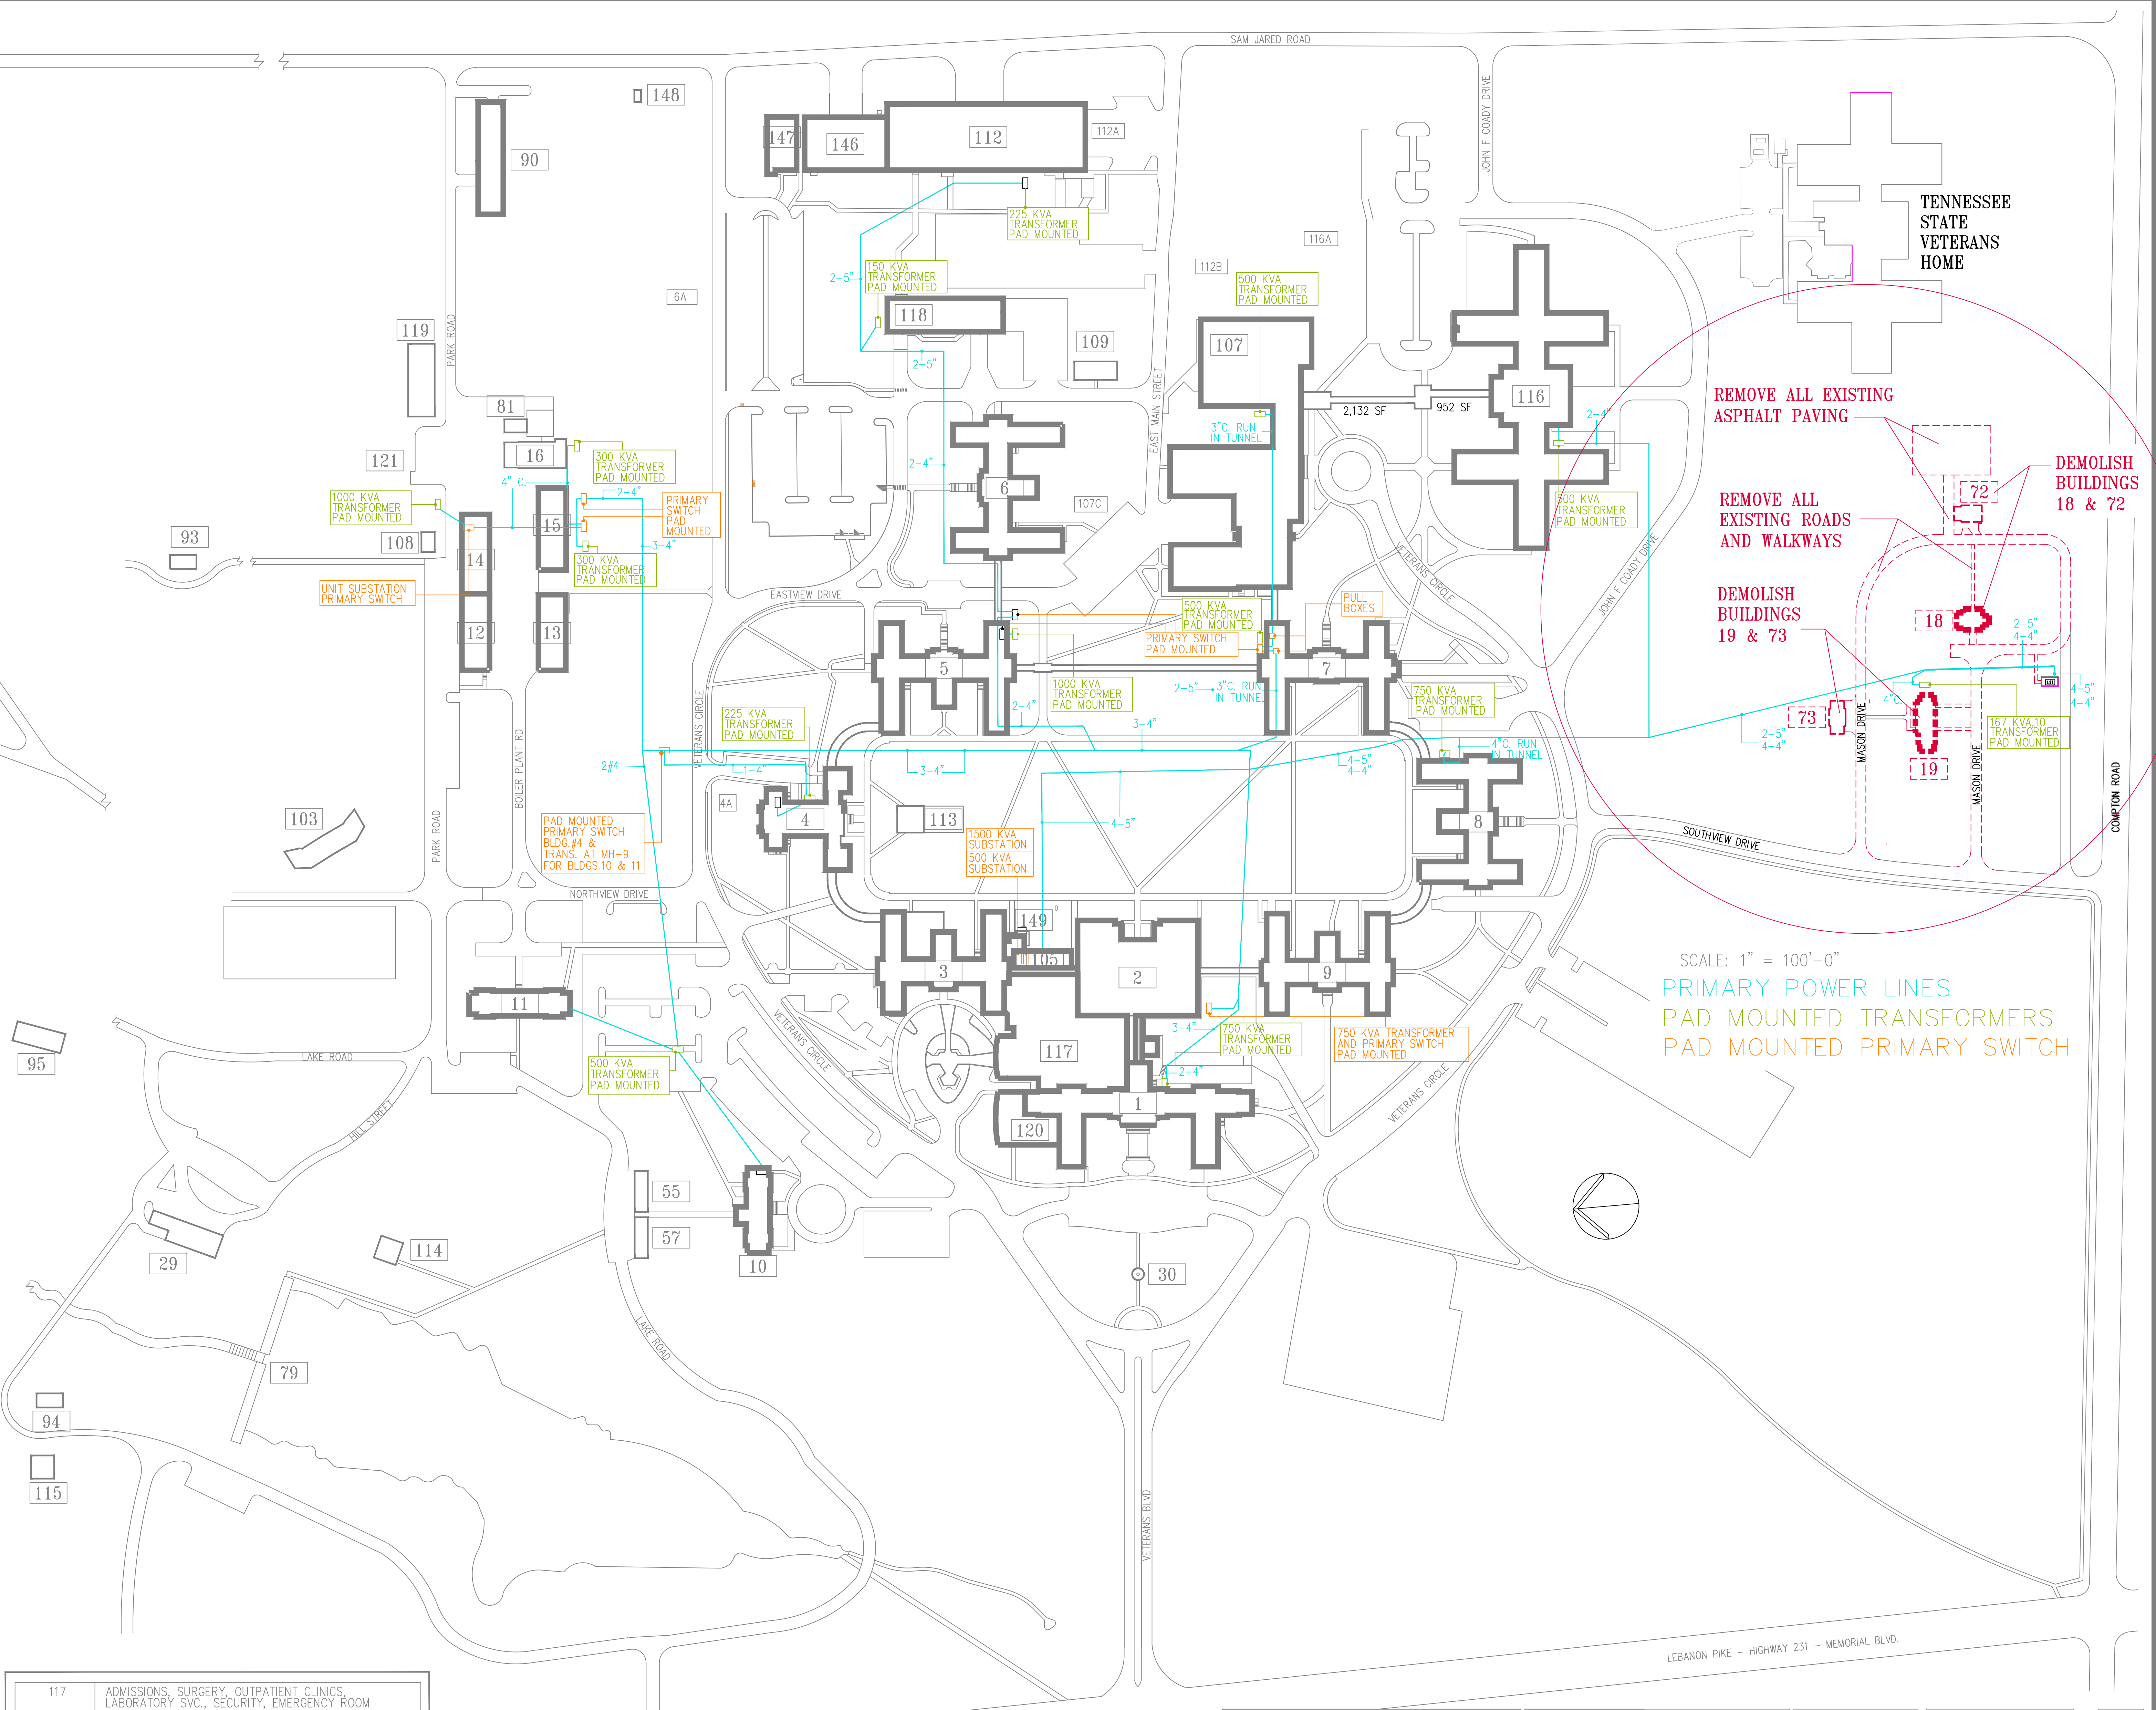 SAM JARED ROAD
148
147
146
112
112A
90
JOHN F COADY DRIVE
TENNESSEE
STATE
VETERANS
HOME
225 KVA
TRANSFORMER
PAD MOUNTED
2-5"
150 KVA
TRANSFORMER
PAD MOUNTED
116A
112B
6A
500 KVA
TRANSFORMER
PAD MOUNTED
118
119
PARK ROAD
109
107
2-5"
EAST MAIN STREET
116
2,132 SF
952 SF
REMOVE ALL EXISTING
ASPHALT PAVING
81
16
121
300 KVA
TRANSFORMER
PAD MOUNTED
3"C. RUN
IN TUNNEL
2-4"
2-4"
DEMOLISH
BUILDINGS
18 & 72
72
4" C.
2-4"
PRIMARY
SWITCH
PAD
MOUNTED
1000 KVA
TRANSFORMER
PAD MOUNTED
6
107C
500 KVA
TRANSFORMER
PAD MOUNTED
REMOVE ALL
EXISTING ROADS
AND WALKWAYS
93
108
15
14
3-4"
300 KVA
TRANSFORMER
PAD MOUNTED
UNIT SUBSTATION
PRIMARY SWITCH
EASTVIEW DRIVE
VETERANS CIRCLE
JOHN F COADY DRIVE
DEMOLISH
BUILDINGS
19 & 73
12
13
500 KVA
TRANSFORMER
PAD MOUNTED
PULL
BOXES
PRIMARY SWITCH
PAD MOUNTED
18
2-5"
4-4"
5
7
1000 KVA
TRANSFORMER
PAD MOUNTED
2-5"
3"C. RUN
IN TUNNEL
750 KVA
TRANSFORMER
PAD MOUNTED
4"C.
4-5"
4-4"
VETERANS CIRCLE
225 KVA
TRANSFORMER
PAD MOUNTED
2-4"
3-4"
73
MASON DRIVE
2-5"
4-4"
167 KVA,10
TRANSFORMER
PAD MOUNTED
BOILER PLANT RD
2#4
1-4"
3-4"
4-5"
4-4"
4"C. RUN
IN TUNNEL
19
MASON DRIVE
COMPTON ROAD
4A
4
113
4-5"
8
103
PARK ROAD
PAD MOUNTED
PRIMARY SWITCH
BLDG.#4 &
TRANS. AT MH-9
FOR BLDGS.10 & 11
1500 KVA
SUBSTATION
500 KVA
SUBSTATION
SOUTHVIEW DRIVE
NORTHVIEW DRIVE
149
0
105
3
2
9
SCALE: 1" = 100'-0"
PRIMARY POWER LINES
PAD MOUNTED TRANSFORMERS
PAD MOUNTED PRIMARY SWITCH
11
95
LAKE ROAD
VETERANS CIRCLE
117
3-4"
750 KVA
TRANSFORMER
PAD MOUNTED
750 KVA TRANSFORMER
AND PRIMARY SWITCH
PAD MOUNTED
500 KVA
TRANSFORMER
PAD MOUNTED
2-4"
HILL STREET
VETERANS CIRCLE
1
120
55
57
29
114
10
30
LAKE ROAD
79
94
115
VETERANS BLVD
LEBANON PIKE - HIGHWAY 231 - MEMORIAL BLVD.
117
ADMISSIONS, SURGERY, OUTPATIENT CLINICS,
LABORATORY SVC., SECURITY, EMERGENCY ROOM